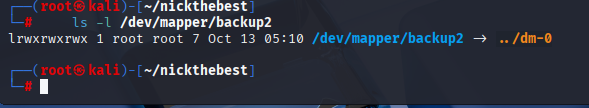 ┌──(root㉿kali)-[~/nickthebest]
└─# ls -l /dev/mapper/backup2
lrwxrwxrwx 1 root root 7 Oct 13 05:10 /dev/mapper/backup2 -> ../dm-0
┌──(root㉿kali)-[~/nickthebest]
└─#